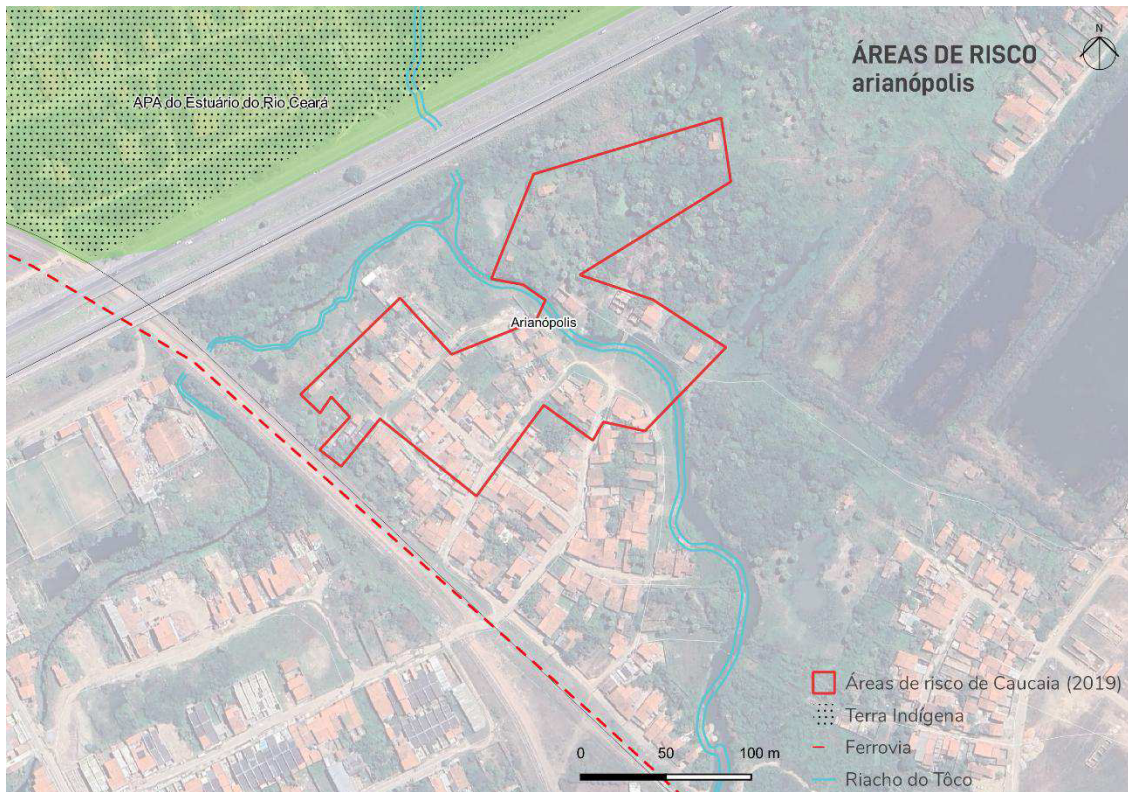 ÁREAS DE RISCO
arianópolis
N
APA do Estuário do Rio Ceará
Arianópolis
Áreas de risco de Caucaia (2019)
Terra Indígena
Ferrovia
Riacho do Tôco
0 50 100 m